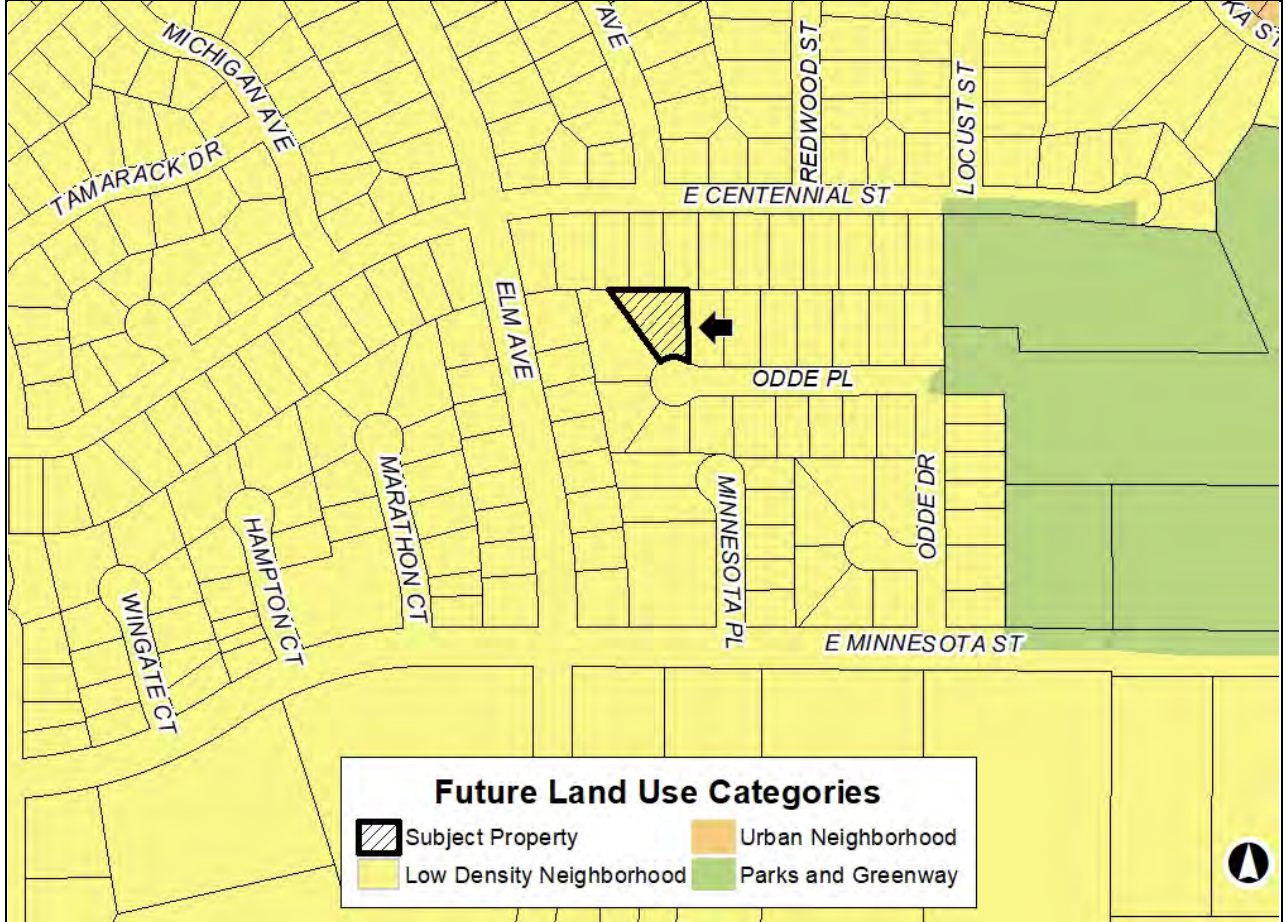 MICHIGAN AVE
AVE
REDWOOD ST
LOCUST ST
KA ST
TAMARACK DR
E CENTENNIAL ST
ELM AVE
ODDE PL
MARATHON CT
HAMPTON CT
WINGATE CT
MINNESOTA PL
ODDE DR
E MINNESOTA ST
Future Land Use Categories
Subject Property
Urban Neighborhood
Low Density Neighborhood
Parks and Greenway